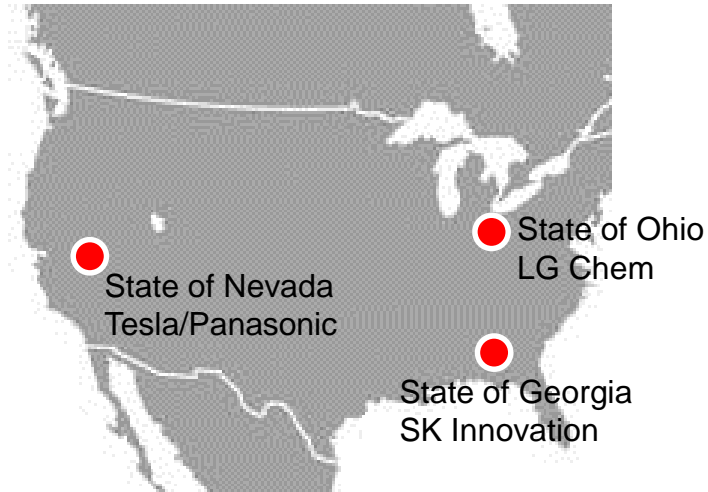 State of Ohio
LG Chem
State of Nevada
Tesla/Panasonic
State of Georgia
SK Innovation